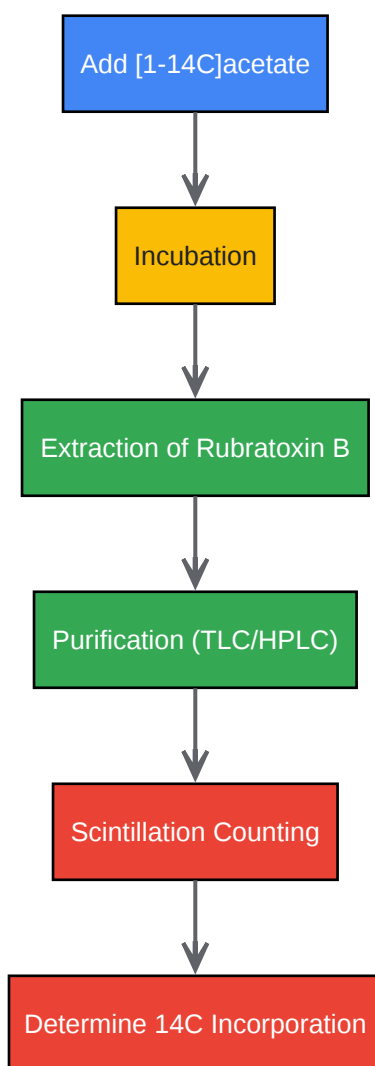 Add [1-14C]acetate
Incubation
Extraction of Rubratoxin B
Purification (TLC/HPLC)
Scintillation Counting
Determine 14C Incorporation